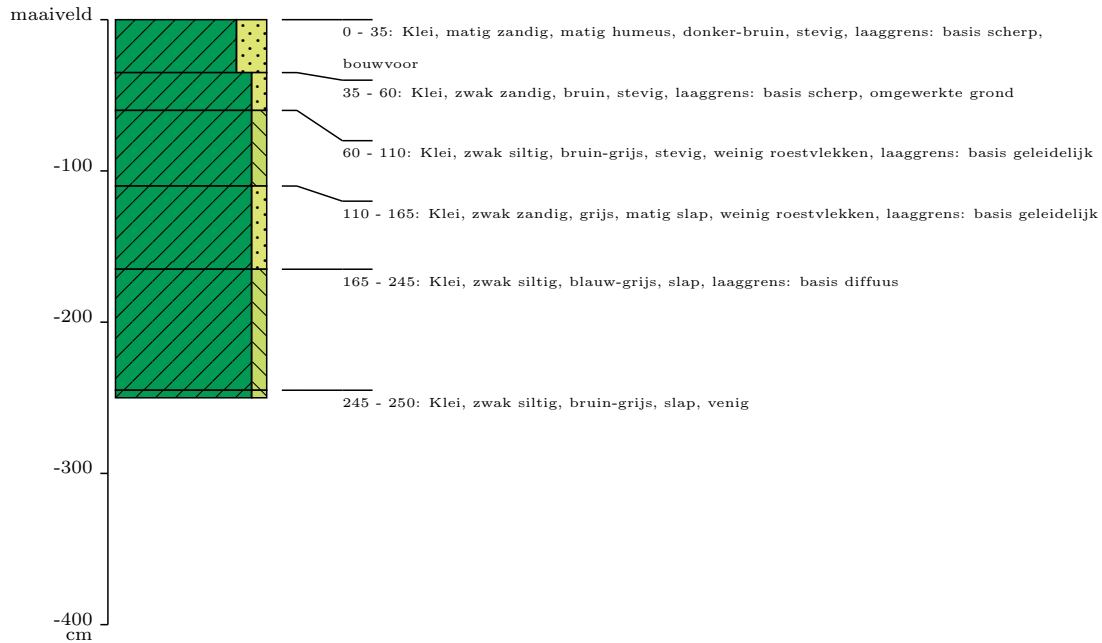 maaiveld
0 - 35: Klei, matig zandig, matig humeus, donker-bruin, stevig, laaggrens: basis scherp,
bouwvoor
35 - 60: Klei, zwak zandig, bruin, stevig, laaggrens: basis scherp, omgewerkte grond
60 - 110: Klei, zwak siltig, bruin-grijs, stevig, weinig roestvlekken, laaggrens: basis geleidelijk
-100
110 - 165: Klei, zwak zandig, grijs, matig slap, weinig roestvlekken, laaggrens: basis geleidelijk
165 - 245: Klei, zwak siltig, blauw-grijs, slap, laaggrens: basis diffuus
-200
245 - 250: Klei, zwak siltig, bruin-grijs, slap, venig
-300
-400
cm